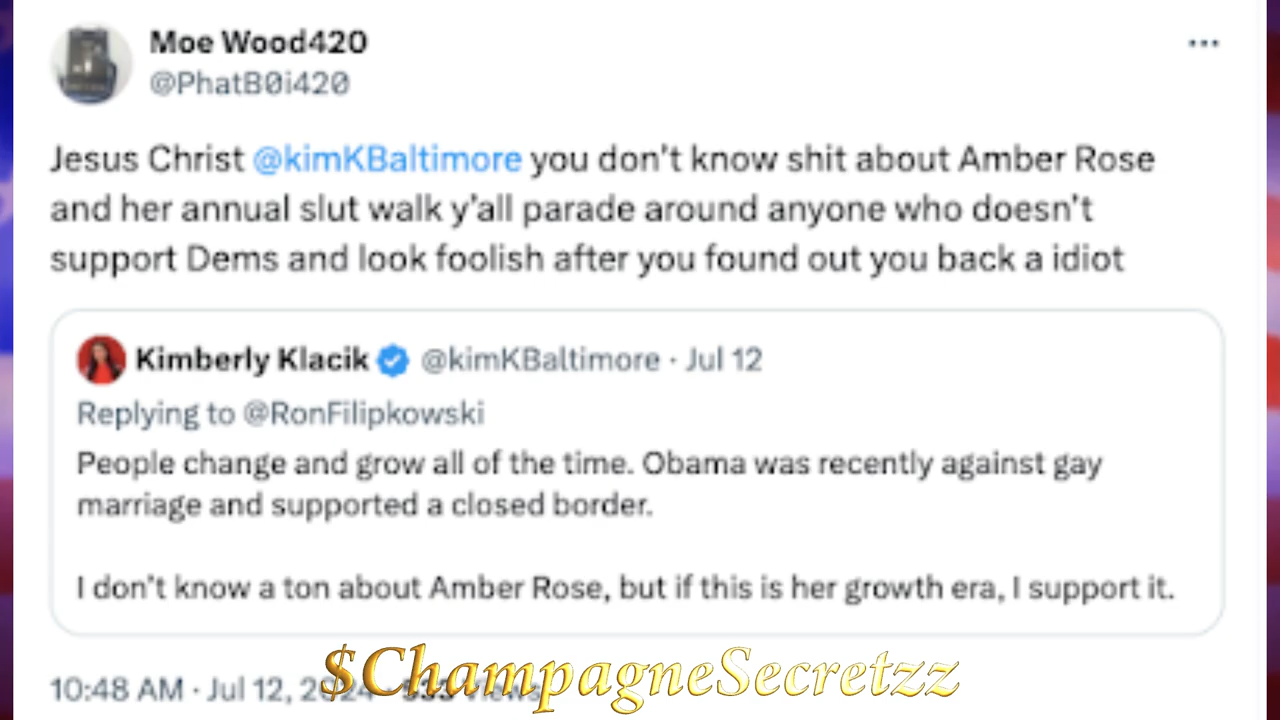 Moe Wood420
@PhatB0i420
Jesus Christ @kimKBaltimore you don't know shit about Amber Rose
and her annual slut walk y'all parade around anyone who doesn't
support Dems and look foolish after you found out you back a idiot
Kimberly Klacik @kimKBaltimore · Jul 12
Replying to @RonFilipkowski
People change and grow all of the time. Obama was recently against gay
marriage and supported a closed border.
I don't know a ton about Amber Rose, but if this is her growth era, I support it.
$ChampagneSecretzz
10:48 AM · Jul 12, 2024 · Views